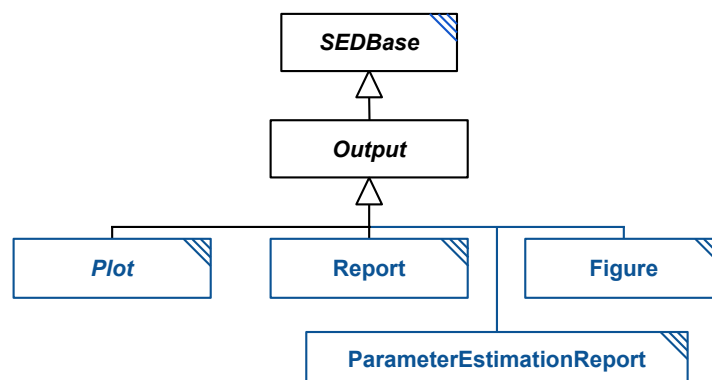 SEDBase
Output
Plot
Report
Figure
ParameterEstimationReport